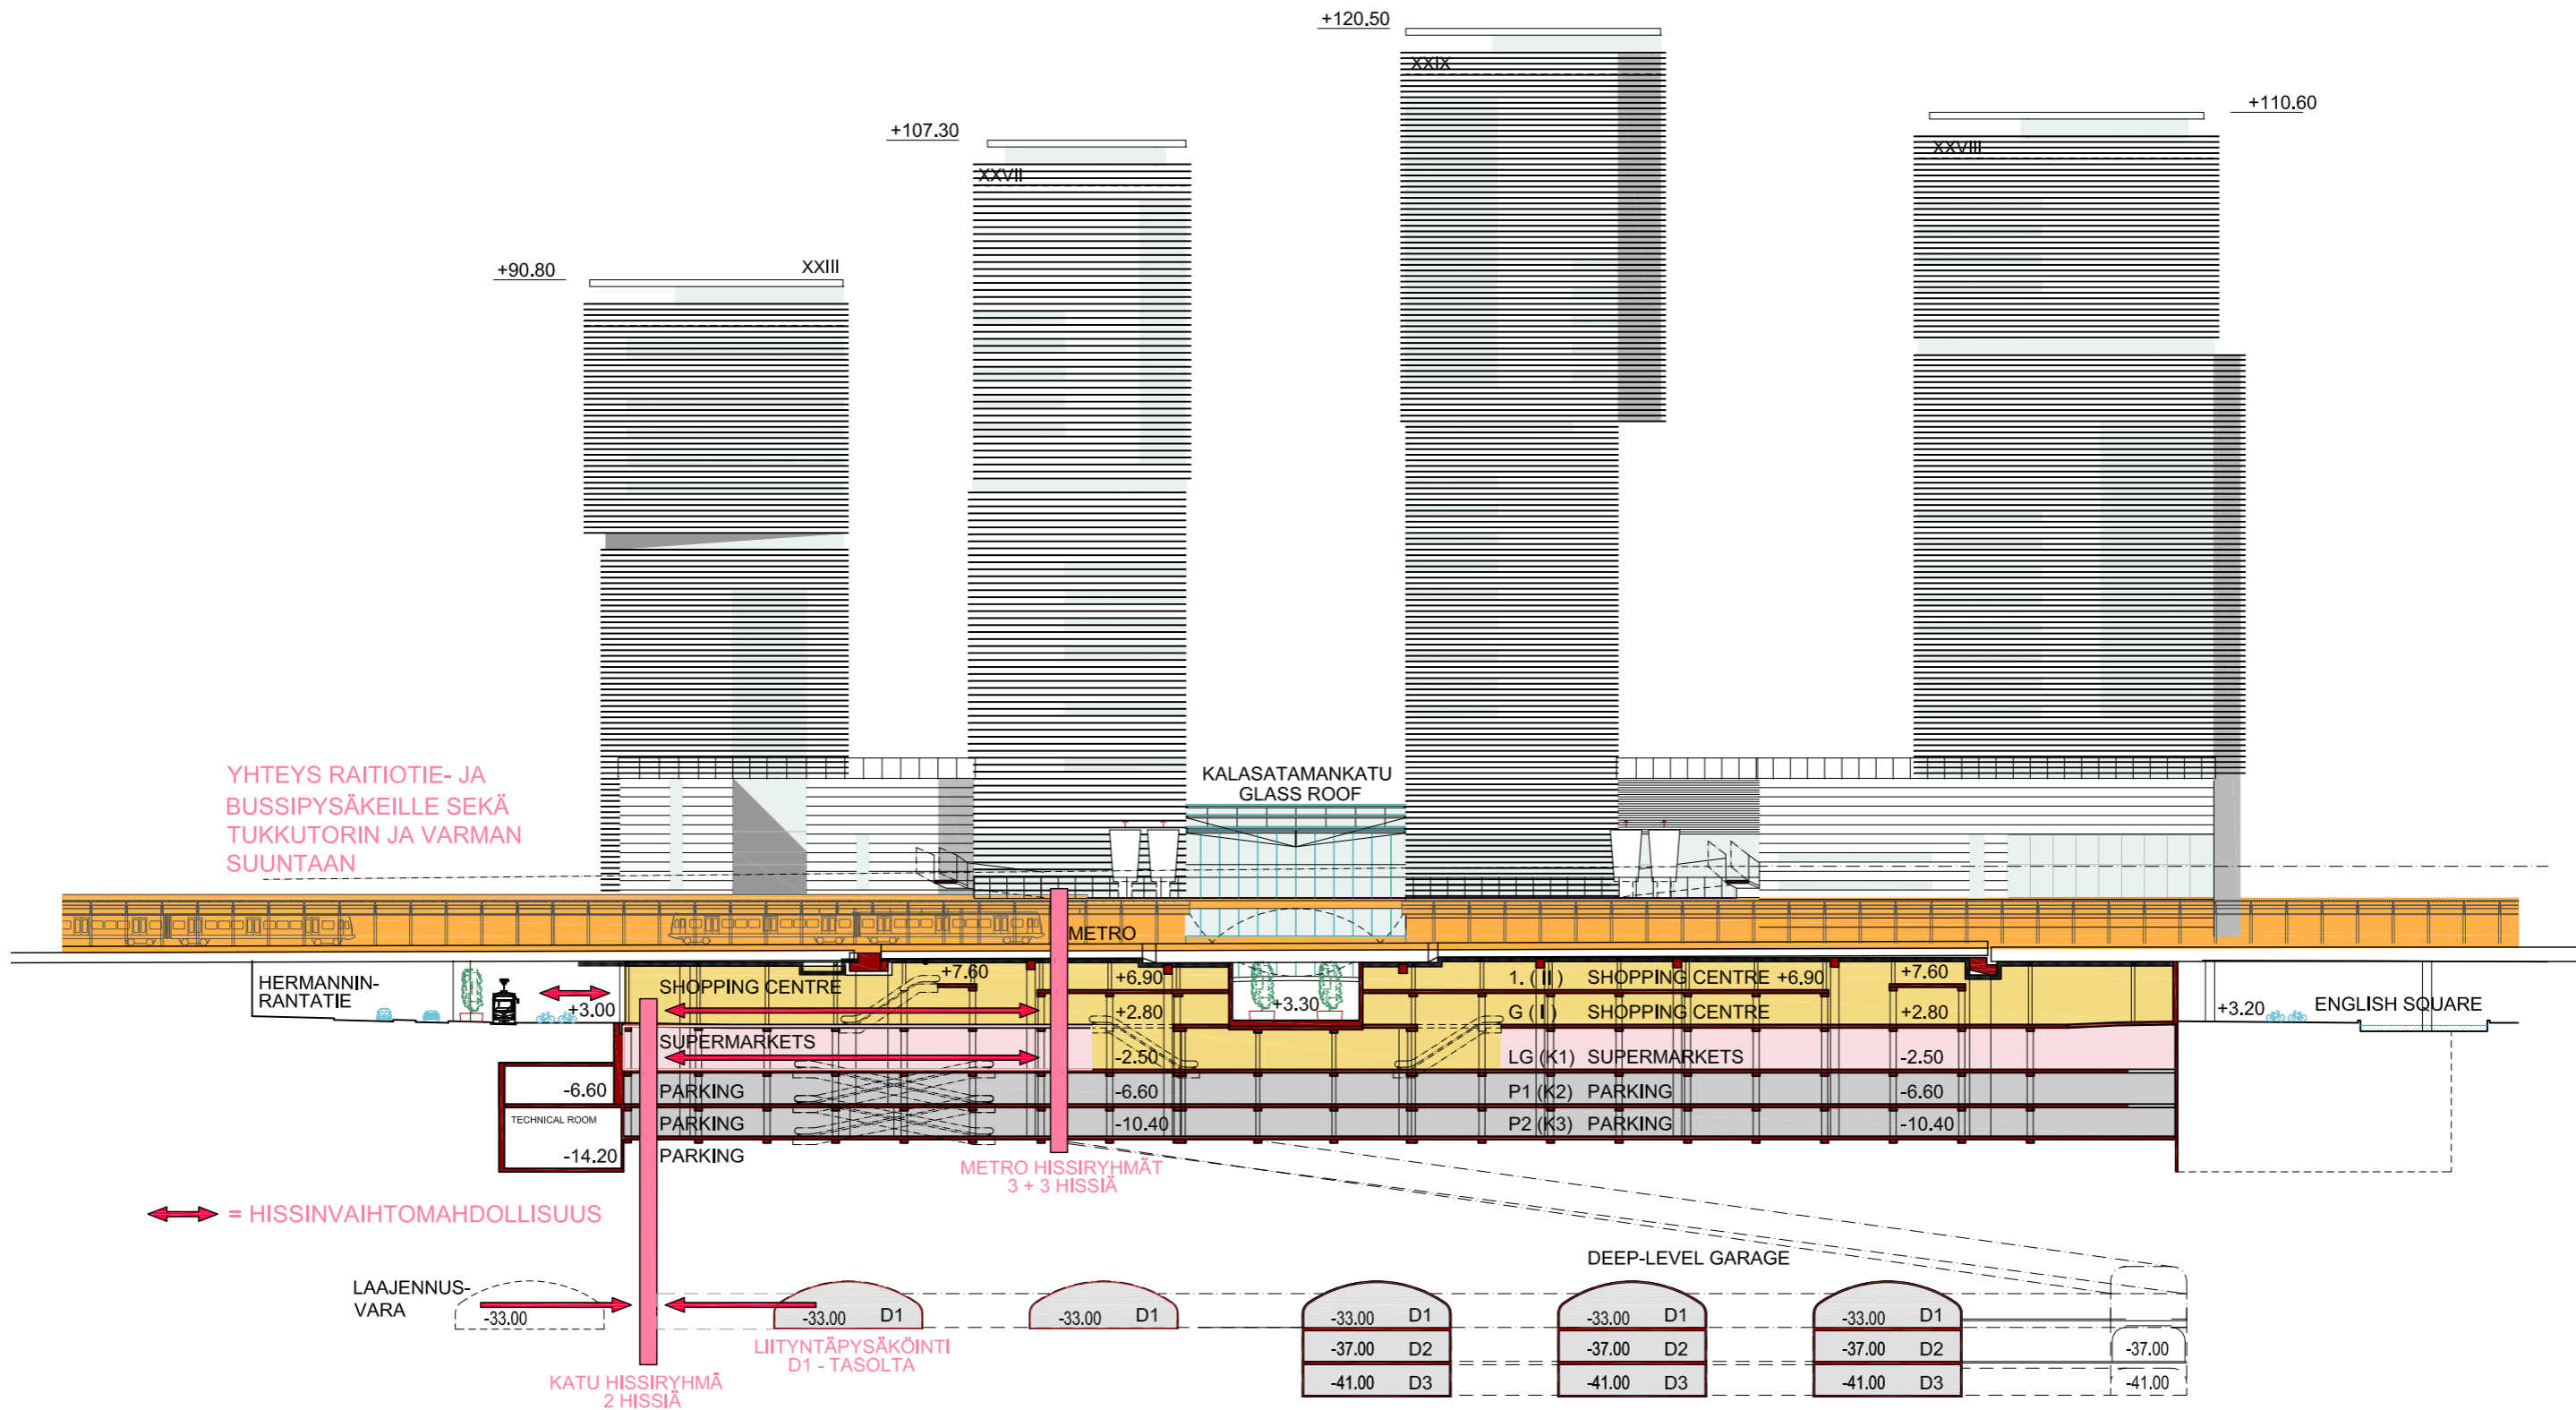 +120.50
XXIX
+110.60
XXVIII
+107.30
XXVII
+90.80
XXIII
YHTEYS RAITIOTIE- JA
BUSSIPYSÄKEILLE SEKÄ
TUKKUTORIN JA VARMAN
SUUNTAAN
KALASATAMANKATU
GLASS ROOF
METRO
HERMANNIN-
RANTATIE
+3.00
SHOPPING CENTRE
+7.60
+6.90
+2.80
+3.30
1. ( II ) SHOPPING CENTRE +6.90
+7.60
G ( I ) SHOPPING CENTRE
+2.80
+3.20
ENGLISH SQUARE
SUPERMARKETS
-2.50
LG (K1) SUPERMARKETS
-2.50
-6.60
PARKING
-6.60
P1 (K2) PARKING
-6.60
TECHNICAL ROOM
PARKING
-10.40
P2 (K3) PARKING
-10.40
-14.20
PARKING
METRO HISSIRYHMÄT
3 + 3 HISSIÄ
= HISSINVAIHTOMAHDOLLISUUS
DEEP-LEVEL GARAGE
LAAJENNUS-
VARA
-33.00
-33.00 D1
-33.00 D1
-33.00 D1
-33.00 D1
-33.00 D1
LIITYNTÄPYSÄKÖINTI
D1 - TASOLTA
-37.00 D2
-37.00 D2
-37.00 D2
-37.00
KATU HISSIRYHMÄ
2 HISSIÄ
-41.00 D3
-41.00 D3
-41.00 D3
-41.00